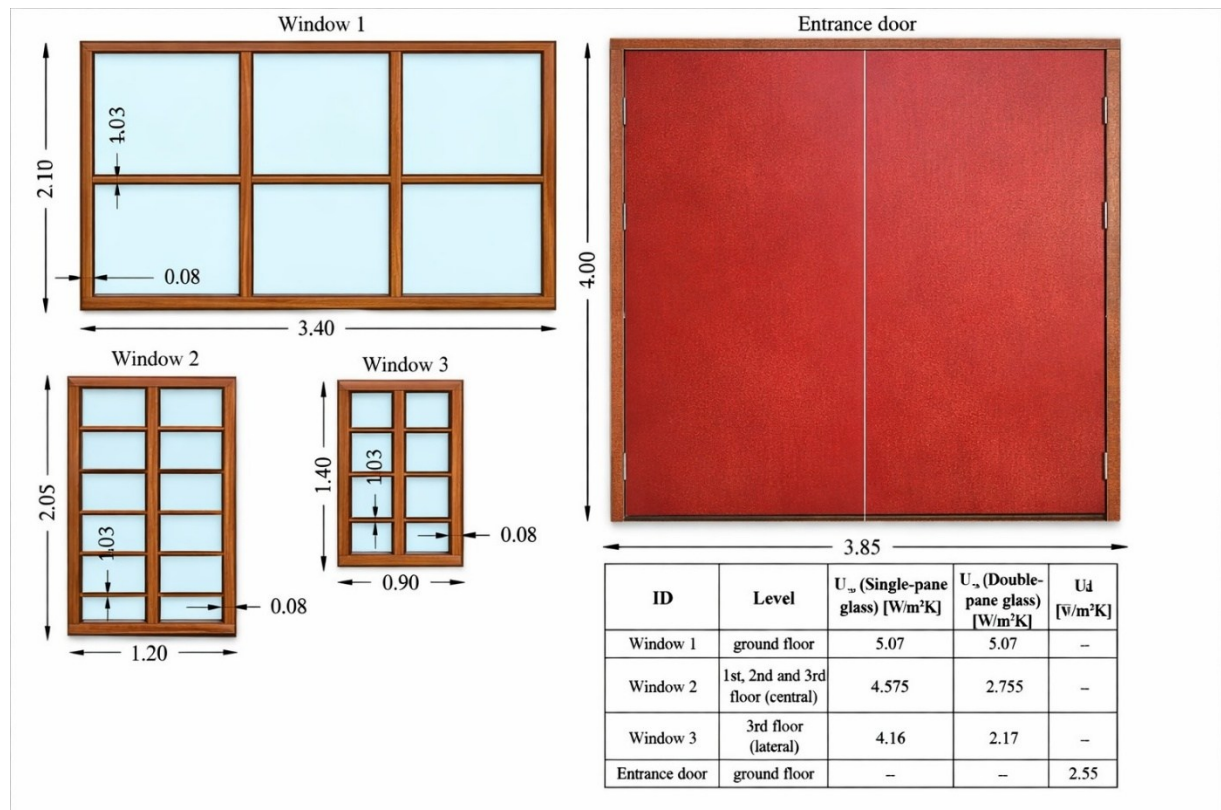 Window 1
Entrance door
1.03
2.10
0.08
3.40
4.00
Window 2
Window 3
2.05
1.03
0.08
1.20
1.40
1.03
0.08
0.90
3.85
ID
Level
(Single-pane
glass) [W/m²K]
(Double-
pane glass)
[W/m²K]
Window 1
ground floor
5.07
5.07
--
Window 2
1st, 2nd and 3rd
floor (central)
4.575
2.755
--
Window 3
3rd floor
(lateral)
4.16
2.17
--
Entrance door
ground floor
--
--
2.55